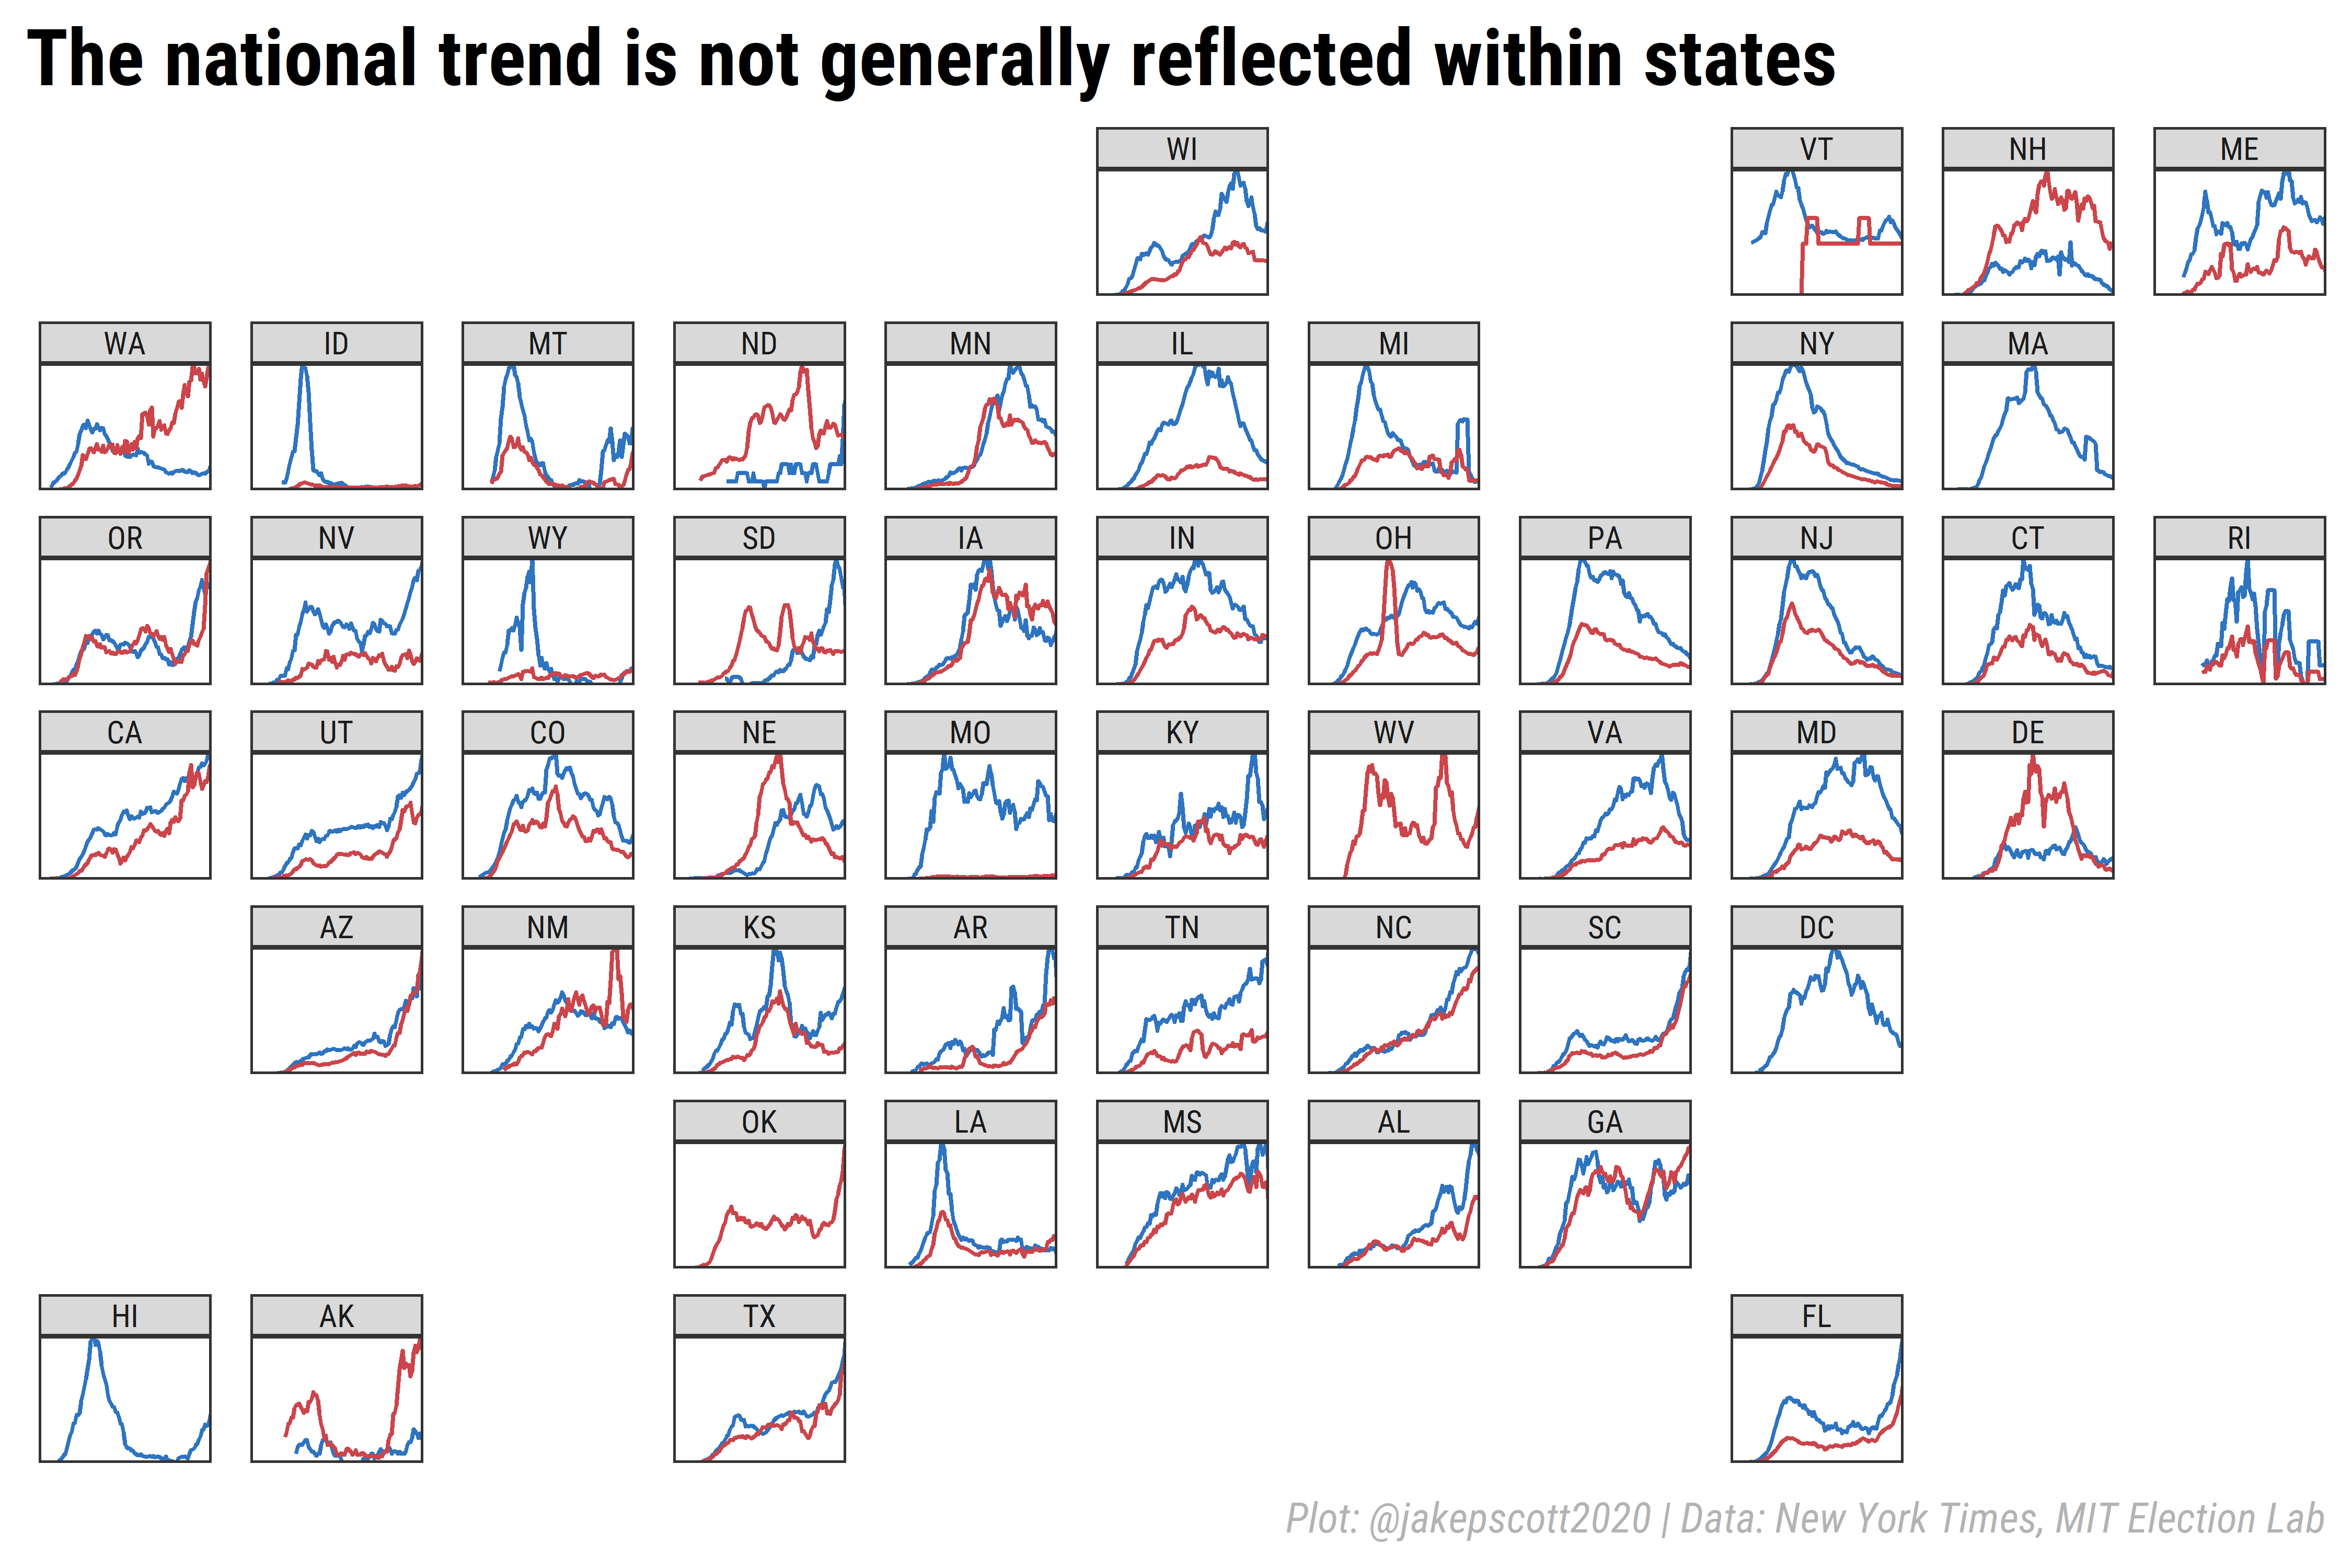 The national trend is not generally reflected within states
WI VT NH ME
WA ID MT ND MN IL MI NY MA
OR NV WY SD IA IN OH PA NJ CT RI
CA UT CO NE MO KY WV VA MD DE
AZ NM KS AR TN NC SC DC
OK LA MS AL GA
HI AK TX FL
Plot: @jakepscott2020 | Data: New York Times, MIT Election Lab